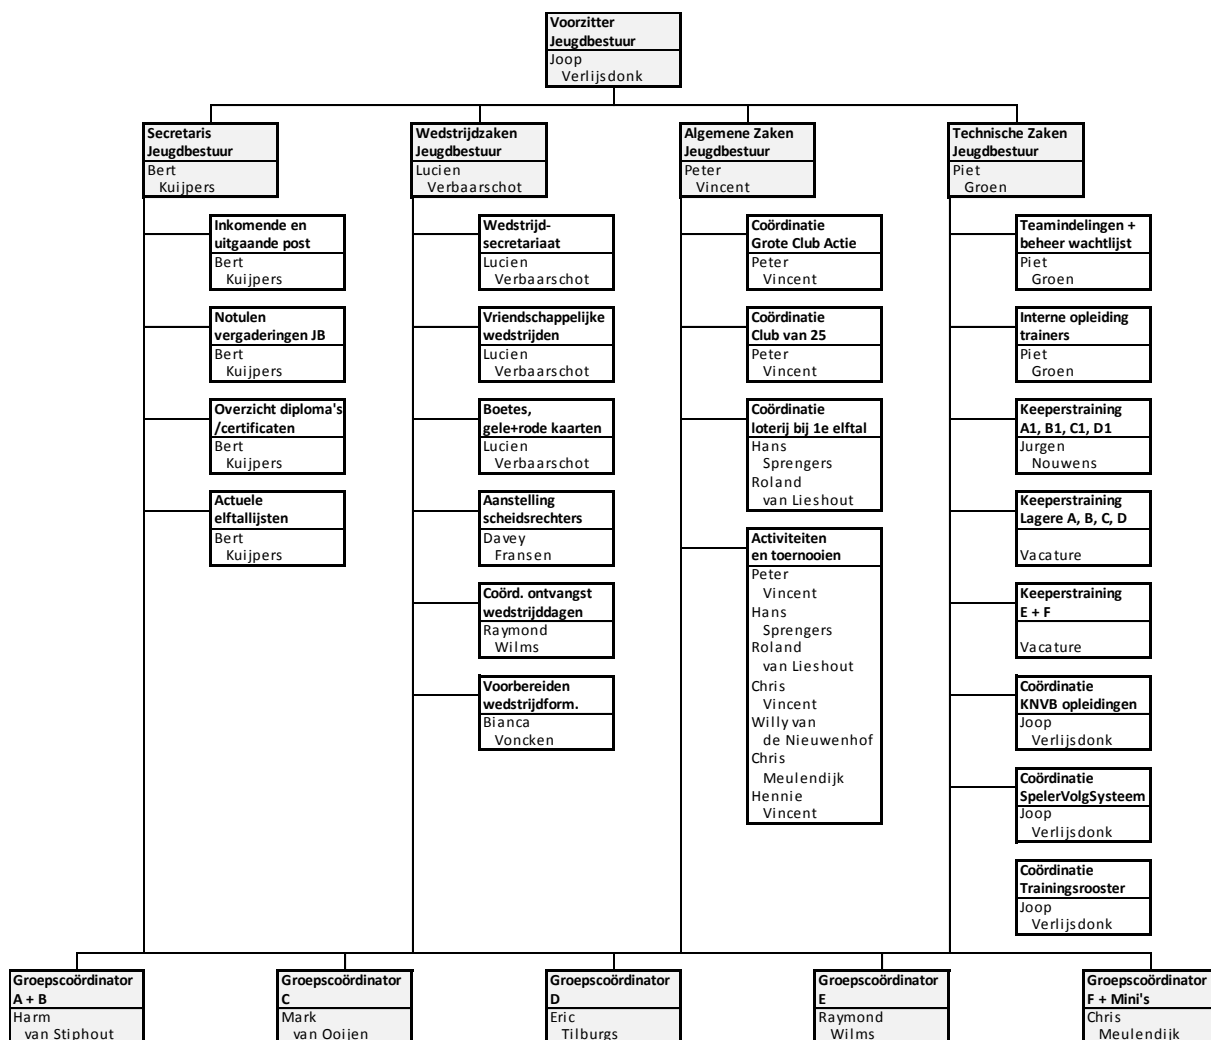 Voorzitter
Jeugdbestuur
Joop
Verlijsdonk
Secretaris
Jeugdbestuur
Bert
Kuijpers
Inkomende en
uitgaande post
Bert
Kuijpers
Notulen
vergaderingen JB
Bert
Kuijpers
Overzicht diploma's
/certificaten
Bert
Kuijpers
Actuele
elftallijsten
Bert
Kuijpers
Wedstrijdzaken
Jeugdbestuur
Lucien
Verbaarschot
Wedstrijd-
secretariaat
Lucien
Verbaarschot
Vriendschappelijke
wedstrijden
Lucien
Verbaarschot
Boetes,
gele+rode kaarten
Lucien
Verbaarschot
Aanstelling
scheidsrechters
Davey
Fransen
Coörd. ontvangst
wedstrijddagen
Raymond
Wilms
Voorbereiden
wedstrijdform.
Bianca
Voncken
Algemene Zaken
Jeugdbestuur
Peter
Vincent
Coördinatie
Grote Club Actie
Peter
Vincent
Coördinatie
Club van 25
Peter
Vincent
Coördinatie
loterij bij 1e elftal
Hans
Sprengers
Roland
van Lieshout
Activiteiten
en toernooien
Peter
Vincent
Hans
Sprengers
Roland
van Lieshout
Chris
Vincent
Willy van
de Nieuwenhof
Chris
Meulendijk
Hennie
Vincent
Technische Zaken
Jeugdbestuur
Piet
Groen
Teamindelingen +
beheer wachtlijst
Piet
Groen
Interne opleiding
trainers
Piet
Groen
Keeperstraining
A1, B1, C1, D1
Jurgen
Nouwens
Keeperstraining
Lagere A, B, C, D
Vacature
Keeperstraining
E + F
Vacature
Coördinatie
KNVB opleidingen
Joop
Verlijsdonk
Coördinatie
SpelerVolgSysteem
Joop
Verlijsdonk
Coördinatie
Trainingsrooster
Joop
Verlijsdonk
Groepscoördinator
A + B
Harm
van Stiphout
Groepscoördinator
C
Mark
van Ooijen
Groepscoördinator
D
Eric
Tilburgs
Groepscoördinator
E
Raymond
Wilms
Groepscoördinator
F + Mini's
Chris
Meulendijk